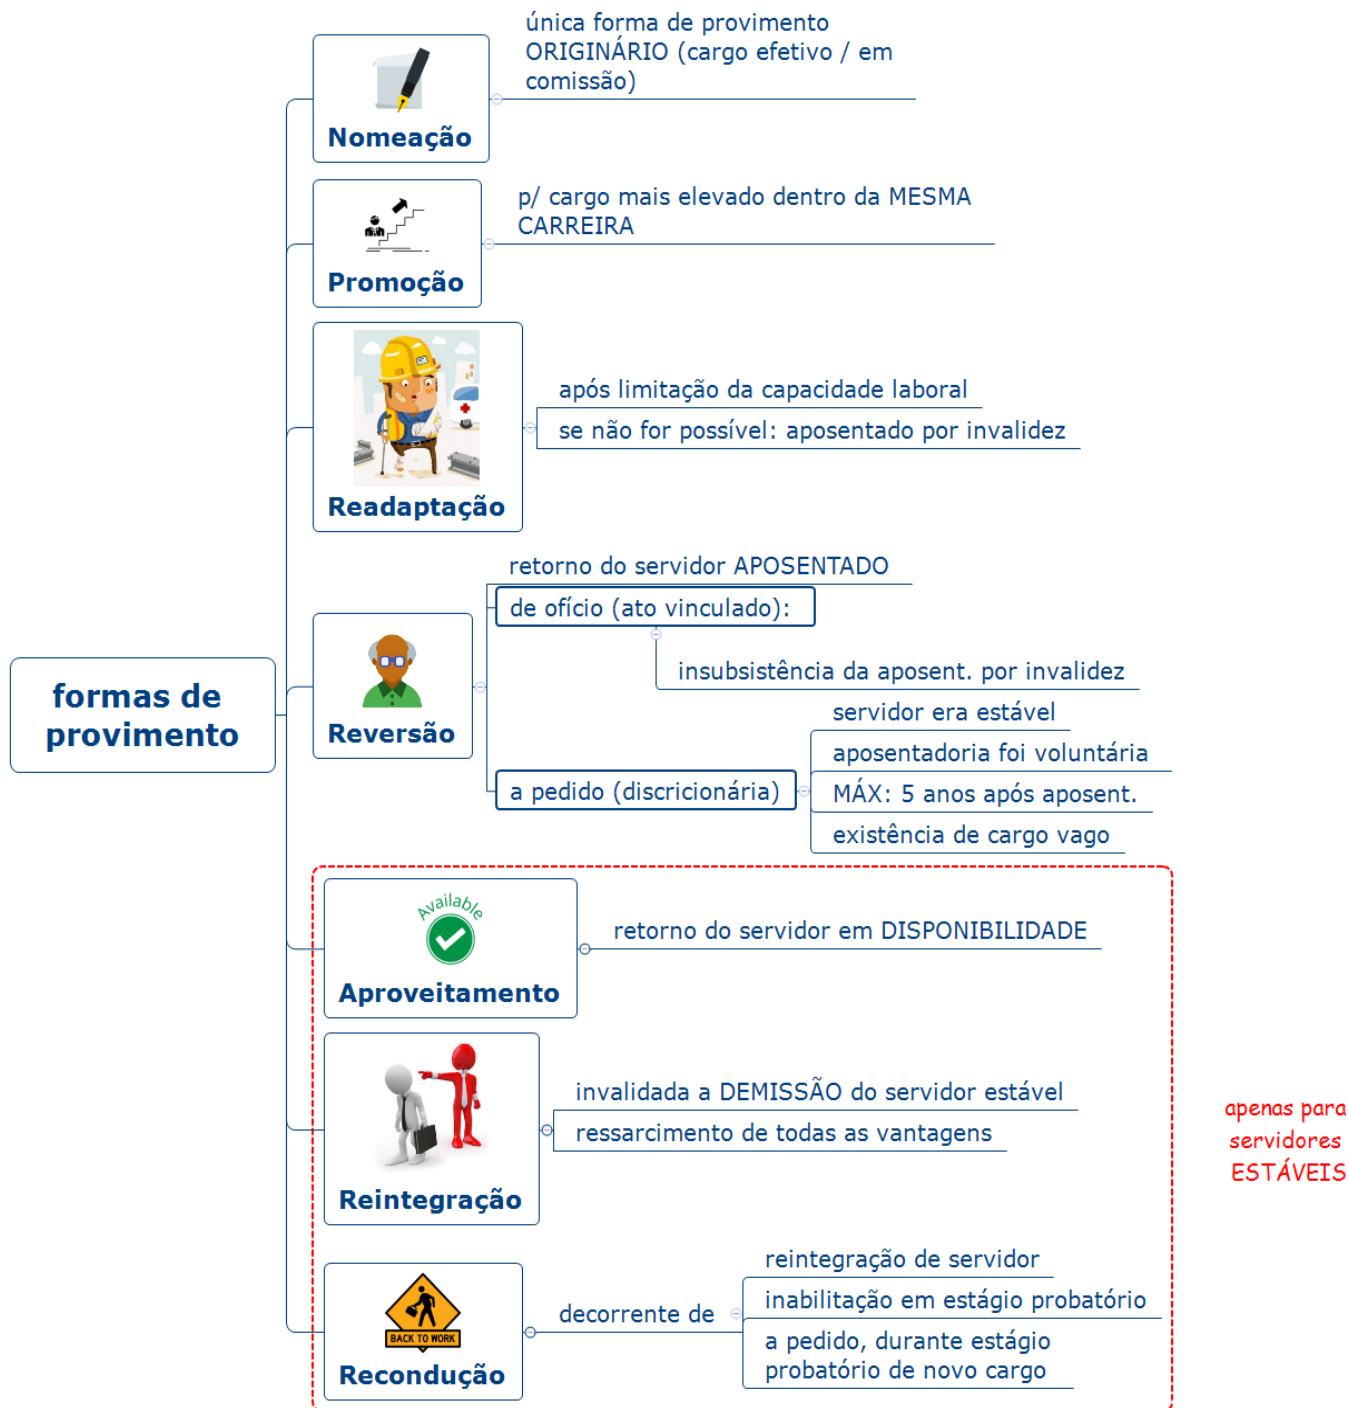 única forma de provimento
ORIGINÁRIO (cargo efetivo / em
comissão)
Nomeação
p/ cargo mais elevado dentro da MESMA
CARREIRA
Promoção
após limitação da capacidade laboral
se não for possível: aposentado por invalidez
Readaptação
retorno do servidor APOSENTADO
de ofício (ato vinculado):
insubsistência da aposent. por invalidez
servidor era estável
aposentadoria foi voluntária
a pedido (discricionária)
MÁX: 5 anos após aposent.
existência de cargo vago
Reversão
formas de
provimento
Available
retorno do servidor em DISPONIBILIDADE
Aproveitamento
invalidada a DEMISSÃO do servidor estável
ressarcimento de todas as vantagens
Reintegração
apenas para
servidores
ESTÁVEIS
reintegração de servidor
decorrente de
inabilitação em estágio probatório
a pedido, durante estágio
probatório de novo cargo
BACK TO WORK
Recondução